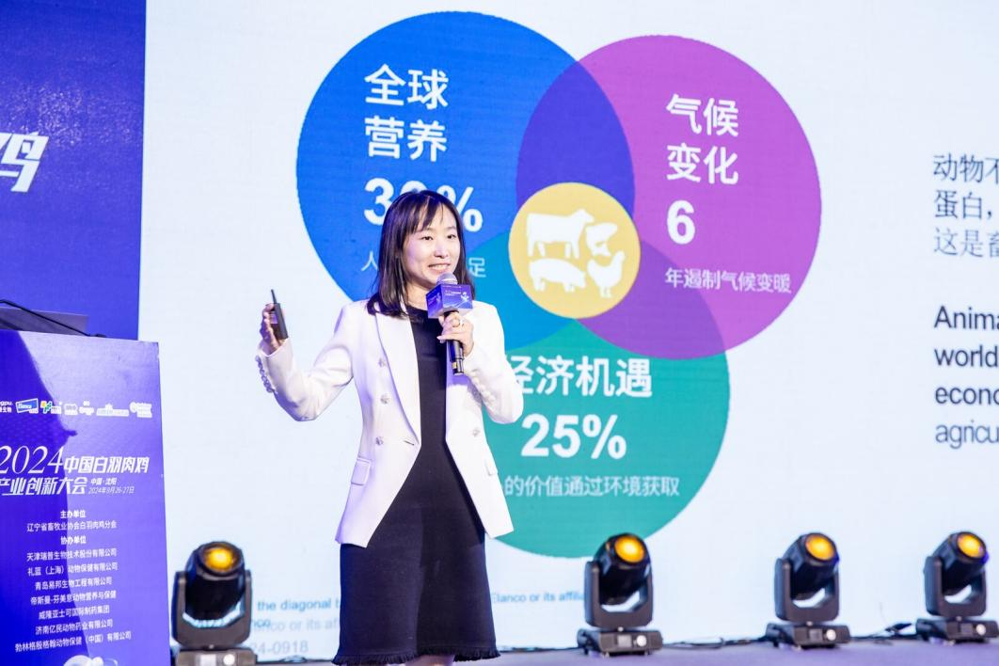 鸡
全球
营养
足
气候
变化
6
年遏制气候变暖
经济机遇
25%
的价值通过环境获取
动物不
蛋白，
这是畜
Anima
world
econo
agricu
the diagonal b
Elanco or its affilia
nco or its aff
24-0918
Elanco
2024中国白羽肉鸡
产业创新大会
中国·沈阳
2024年9月26-27日
主办单位
辽宁省畜牧业协会白羽肉鸡分会
协办单位
天津瑞普生物技术股份有限公司
礼蓝（上海）动物保健有限公司
青岛易邦生物工程有限公司
帝斯曼-芬美意动物营养与保健
威隆亚士可国际制药集团
济南亿民动物药业有限公司
勃林格殷格翰动物保健（中国）有限公司